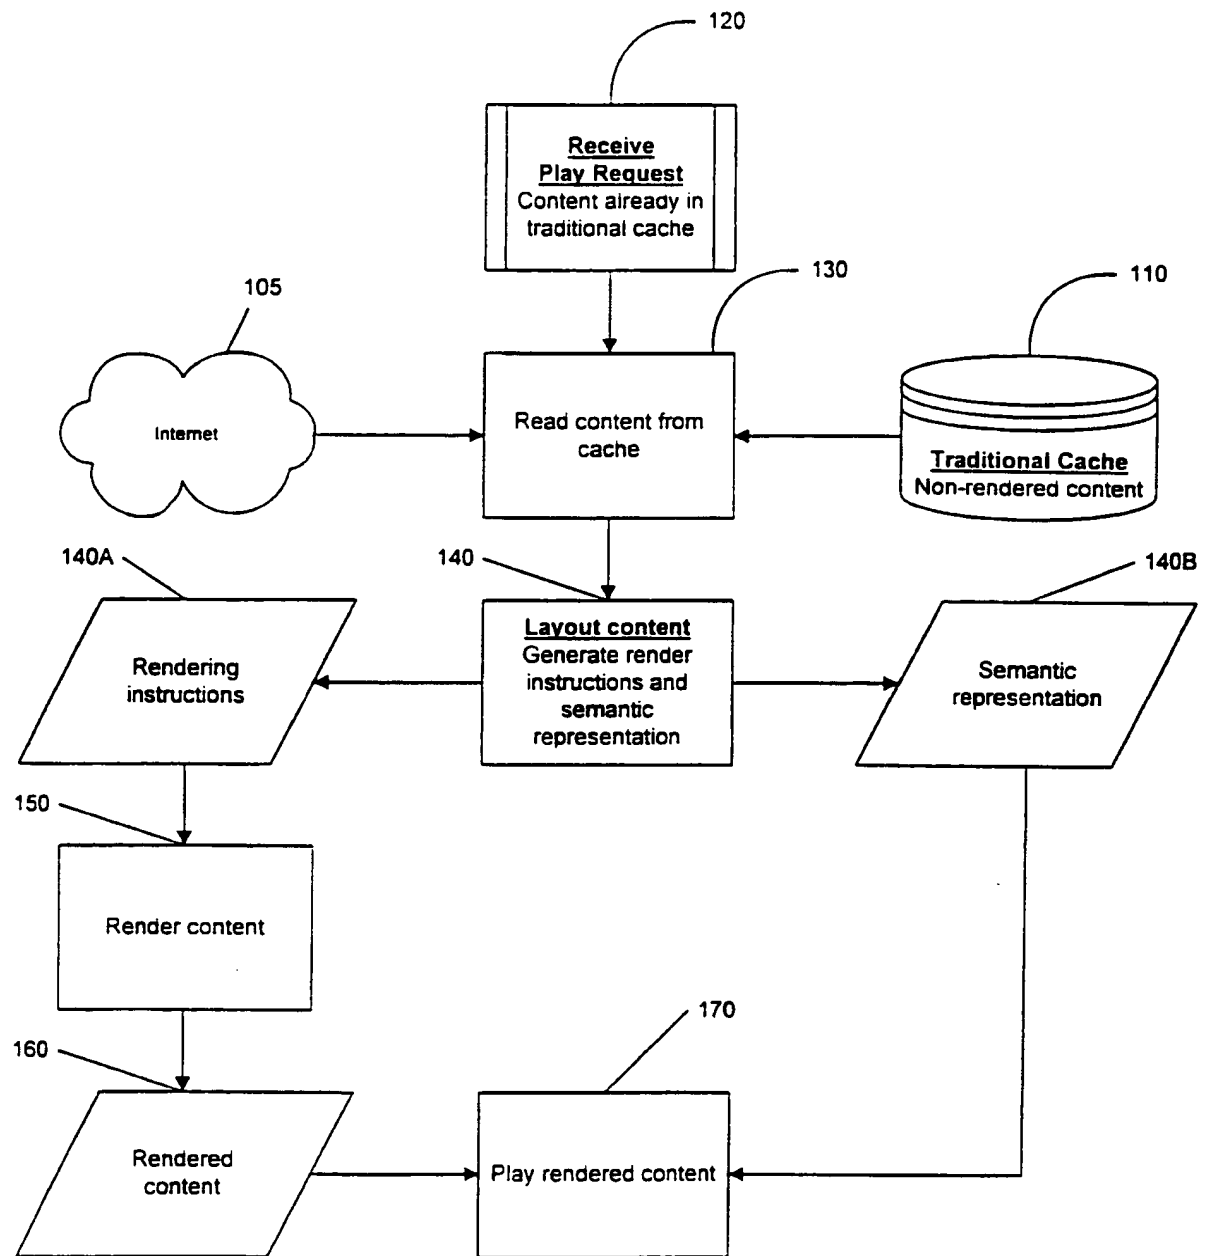 120
Receive
Play Request
Content already in
traditional cache
130
110
105
Internet
Read content from
cache
Traditional Cache
Non-rendered content
140A
140
140B
Rendering
instructions
Layout content
Generate render
instructions and
semantic
representation
Semantic
representation
150
Render content
160
170
Rendered
content
Play rendered content